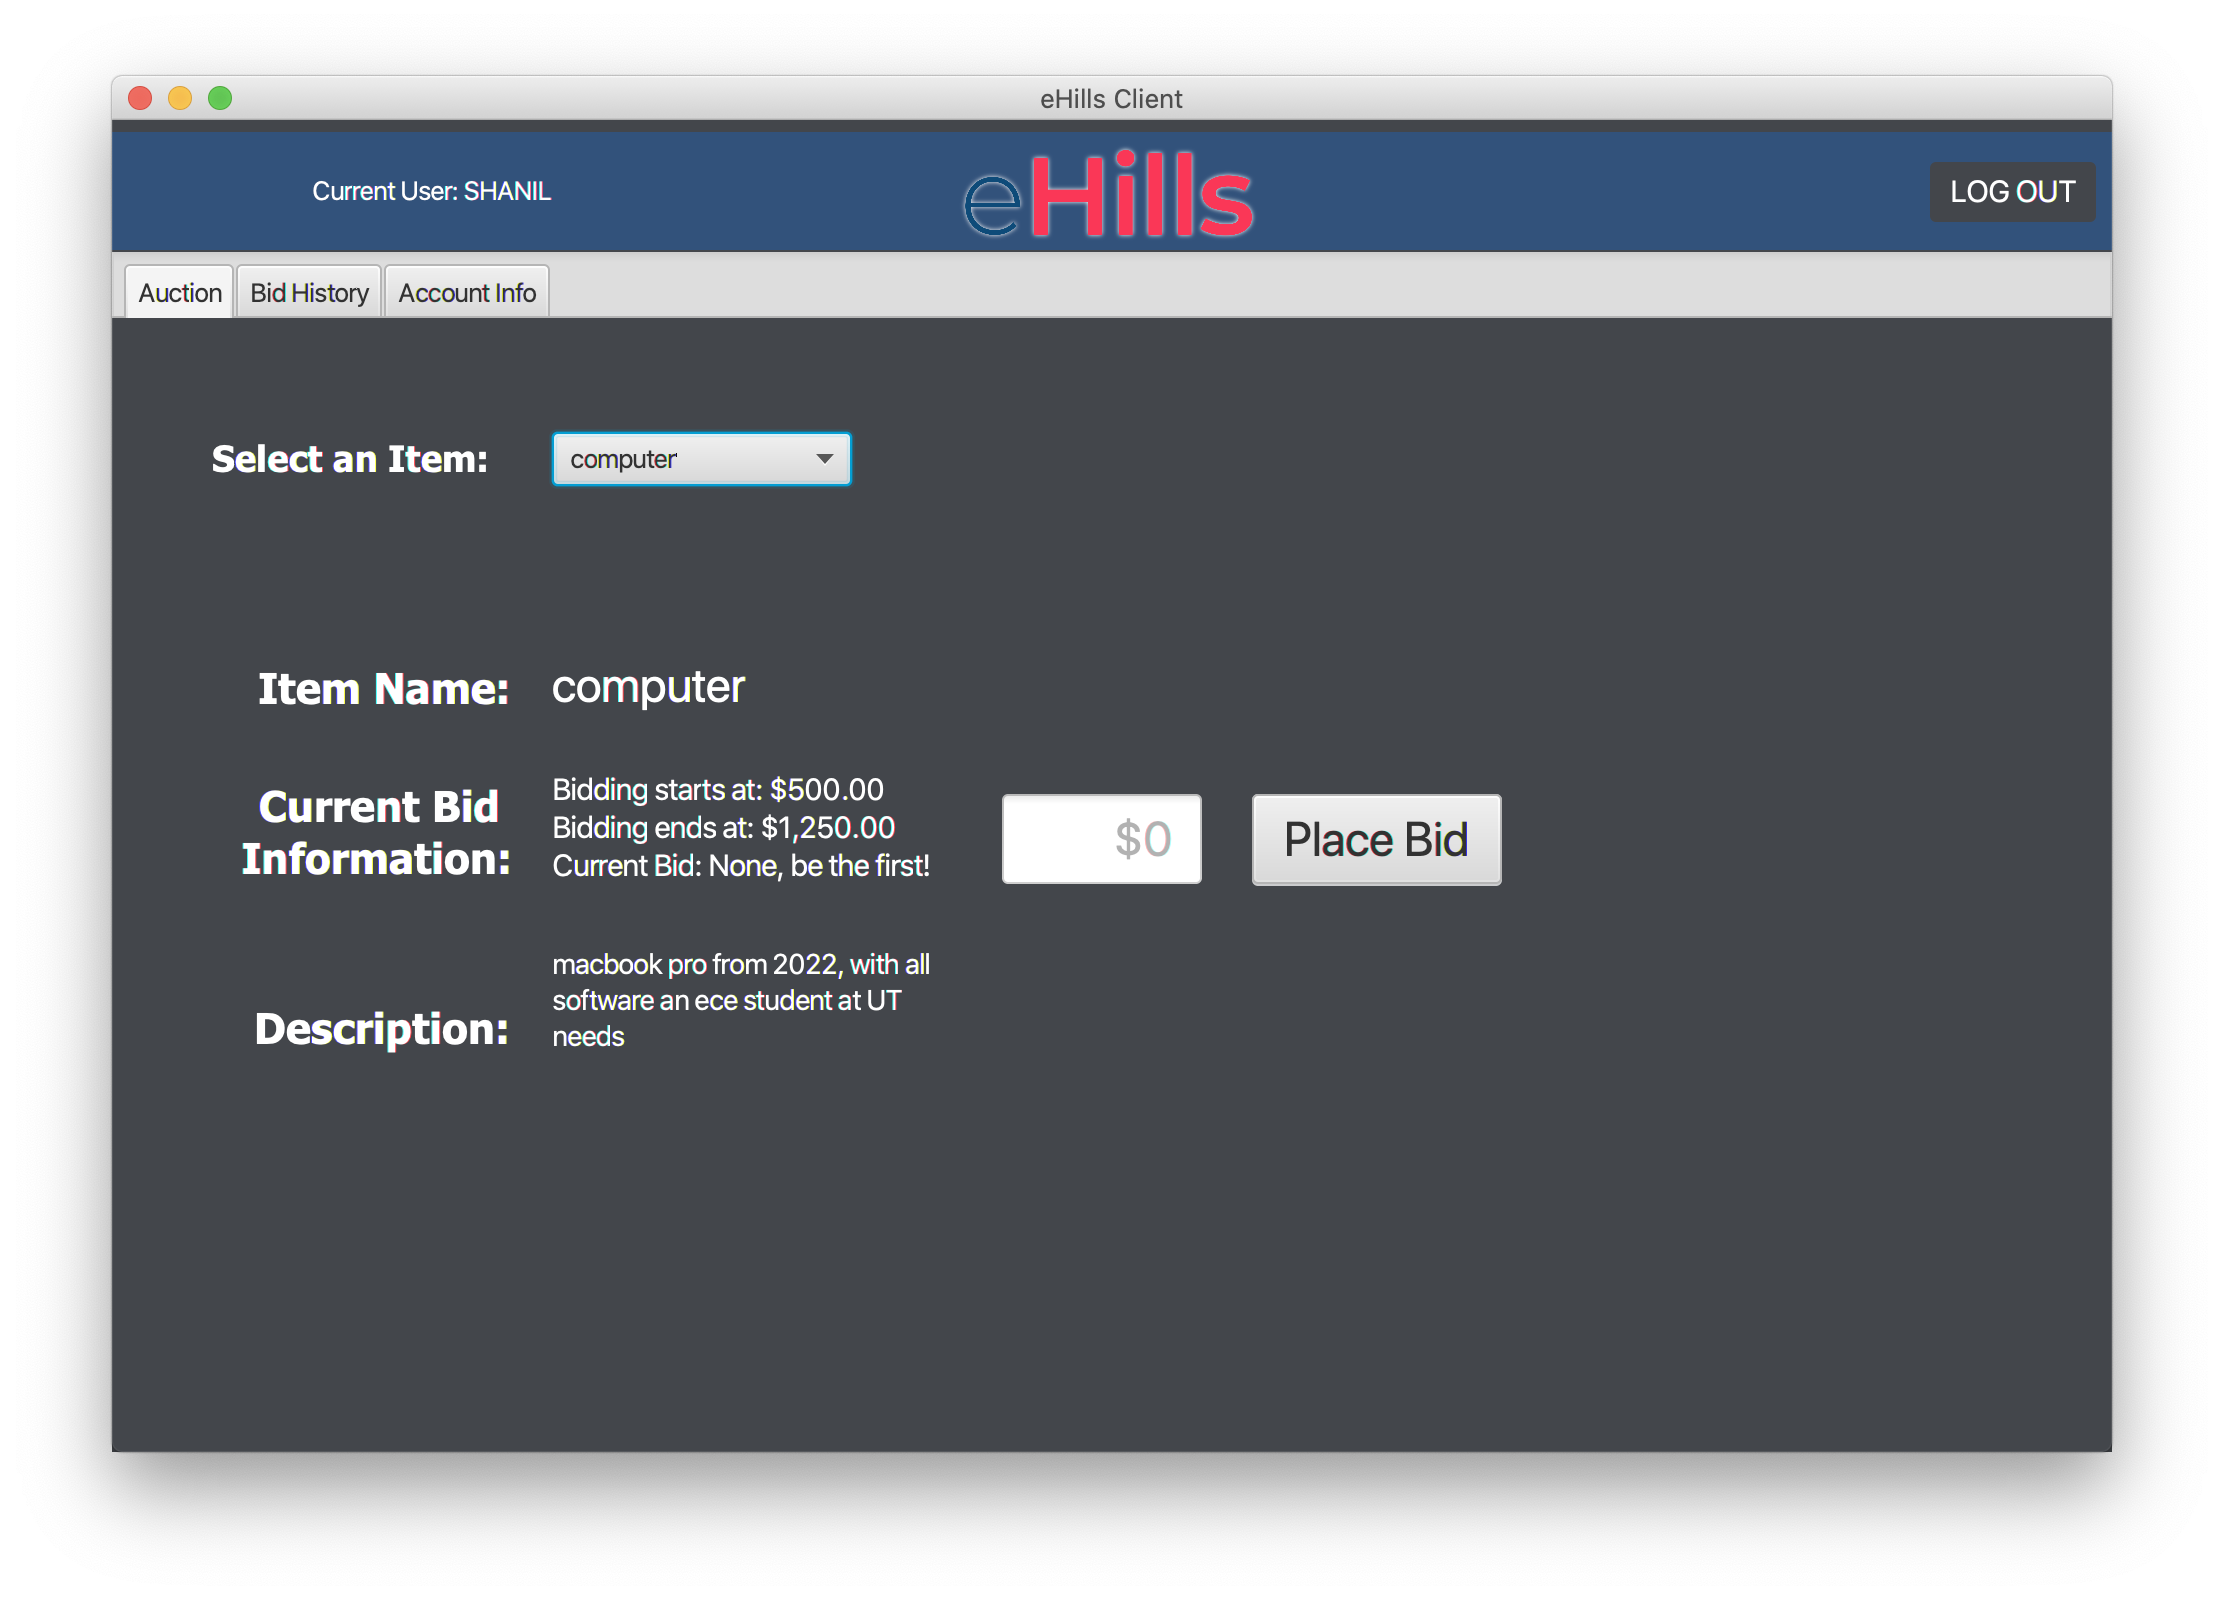 eHills Client
Current User: SHANIL
eHills
LOG OUT
Auction
Bid History
Account Info
Select an Item:
computer
Item Name:
computer
Current Bid
Information:
Bidding starts at: $500.00
Bidding ends at: $1,250.00
Current Bid: None, be the first!
$0
Place Bid
Description:
macbook pro from 2022, with all
software an ece student at UT
needs